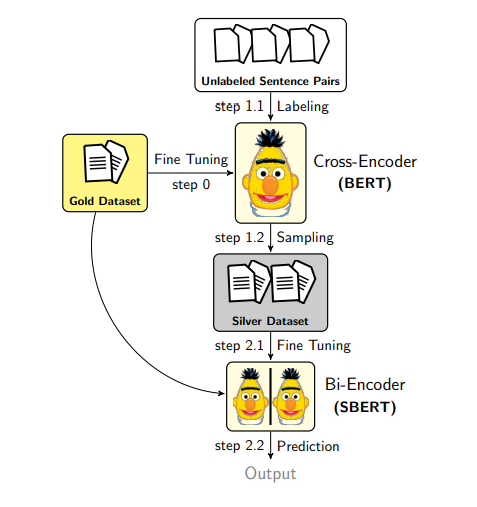 Unlabeled Sentence Pairs
step 1.1 Labeling
Fine Tuning
step 0
Gold Dataset
Cross-Encoder
(BERT)
step 1.2 Sampling
Silver Dataset
step 2.1 Fine Tuning
Bi-Encoder
(SBERT)
step 2.2 Prediction
Output